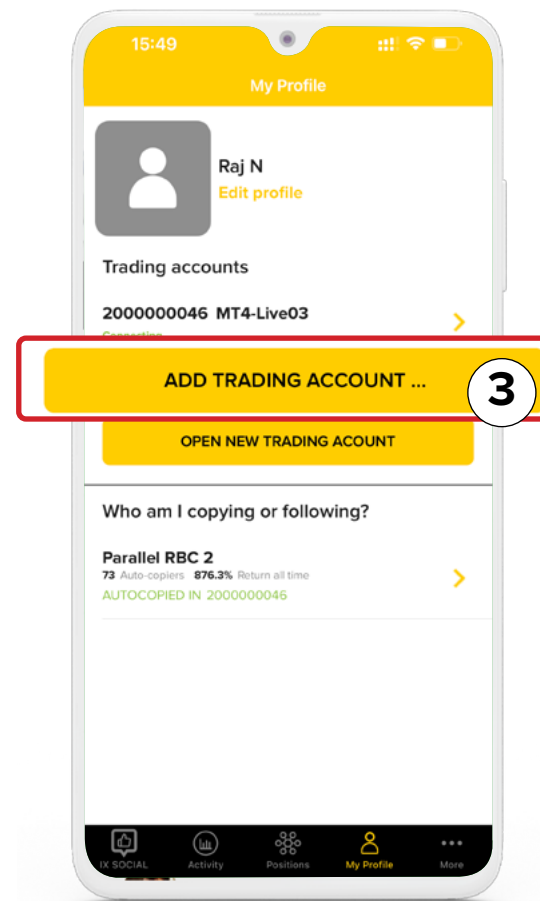 15:49
My Profile
Raj N
Edit profile
Trading accounts
2000000046 MT4-Live03
Connecting
ADD TRADING ACCOUNT ...
3
OPEN NEW TRADING ACOUNT
Who am I copying or following?
Parallel RBC 2
73 Auto-copiers 876.3% Return all time
AUTOCOPIED IN 2000000046
IX SOCIAL Activity Positions My Profile More